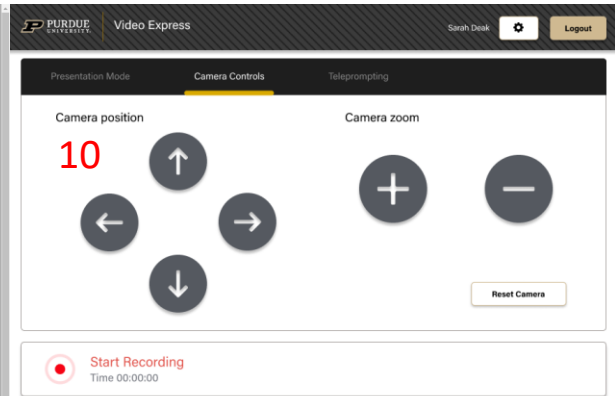 PURDUE UNIVERSITY. Video Express Sarah Deak Logout
Presentation Mode Camera Controls Teleprompting
Camera position Camera zoom
10
Reset Camera
Start Recording
Time 00:00:00